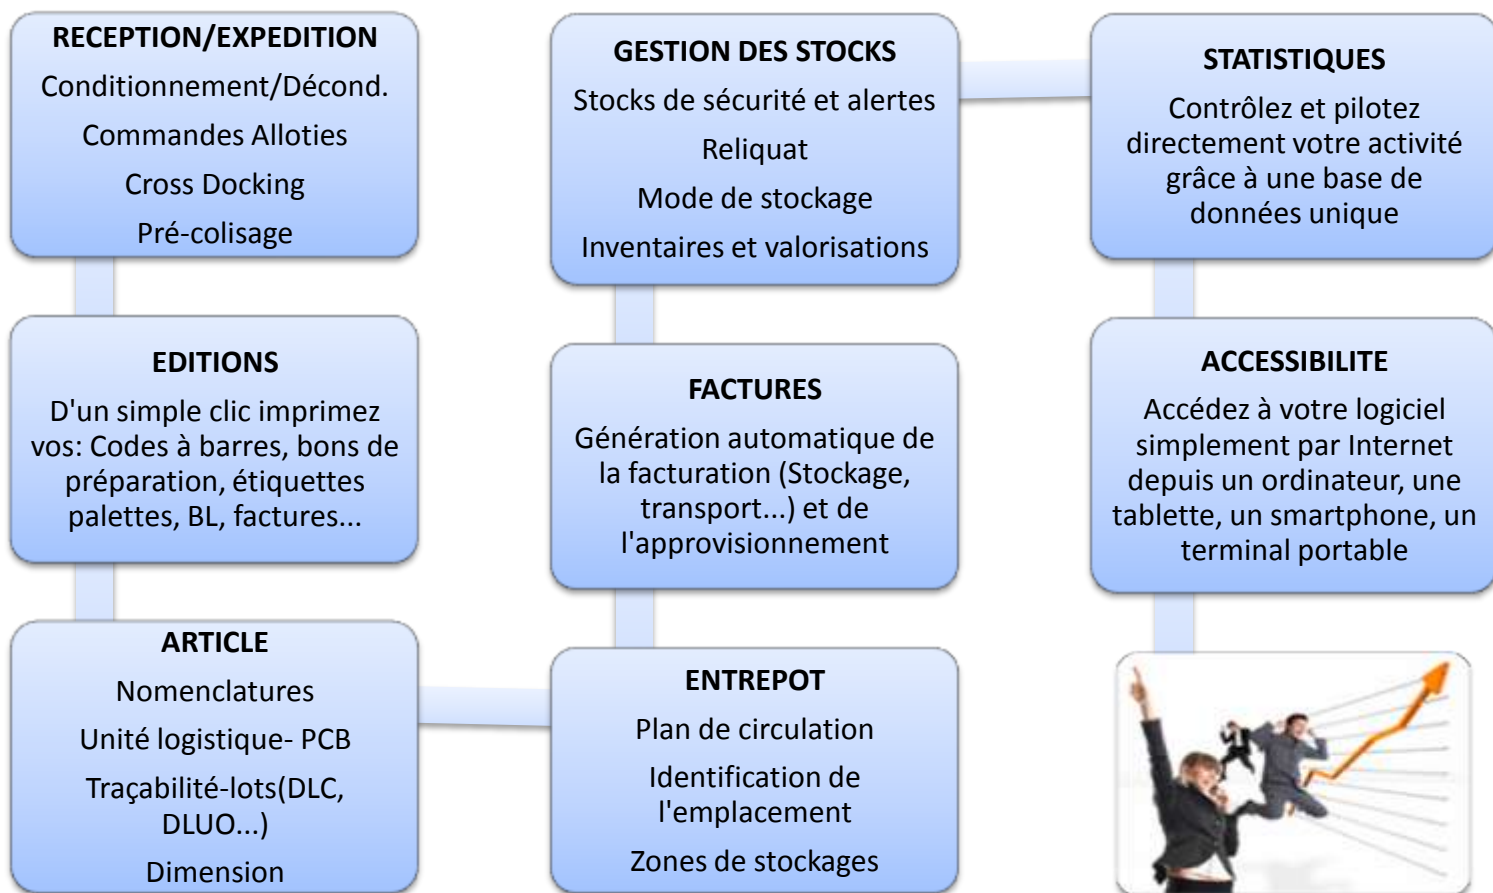 RECEPTION/EXPEDITION
Conditionnement/Décond.
Commandes Alloties
Cross Docking
Pré-colisage
EDITIONS
D'un simple clic imprimez
vos: Codes à barres, bons de
préparation, étiquettes
palettes, BL, factures...
ARTICLE
Nomenclatures
Unité logistique- PCB
Traçabilité-lots(DLC,
DLUO...)
Dimension
ENTREPOT
Plan de circulation
Identification de
l'emplacement
Zones de stockages
FACTURES
Génération automatique de
la facturation (Stockage,
transport...) et de
l'approvisionnement
GESTION DES STOCKS
Stocks de sécurité et alertes
Reliquat
Mode de stockage
Inventaires et valorisations
STATISTIQUES
Contrôlez et pilotez
directement votre activité
grâce à une base de
données unique
ACCESSIBILITE
Accédez à votre logiciel
simplement par Internet
depuis un ordinateur, une
tablette, un smartphone, un
terminal portable